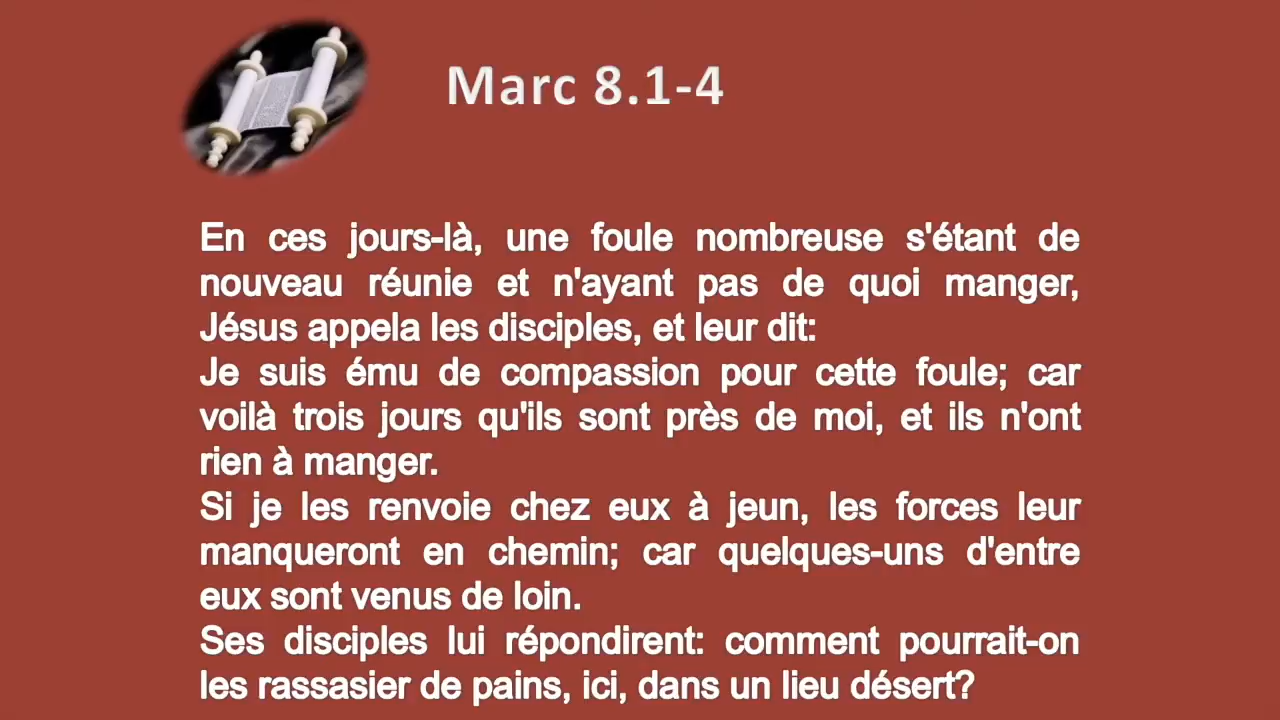 Marc 8.1-4
En ces jours-là, une foule nombreuse s'étant de
nouveau réunie et n'ayant pas de quoi manger,
Jésus appela les disciples, et leur dit:
Je suis ému de compassion pour cette foule; car
voilà trois jours qu'ils sont près de moi, et ils n'ont
rien à manger.
Si je les renvoie chez eux à jeun, les forces leur
manqueront en chemin; car quelques-uns d'entre
eux sont venus de loin.
Ses disciples lui répondirent: comment pourrait-on
les rassasier de pains, ici, dans un lieu désert?